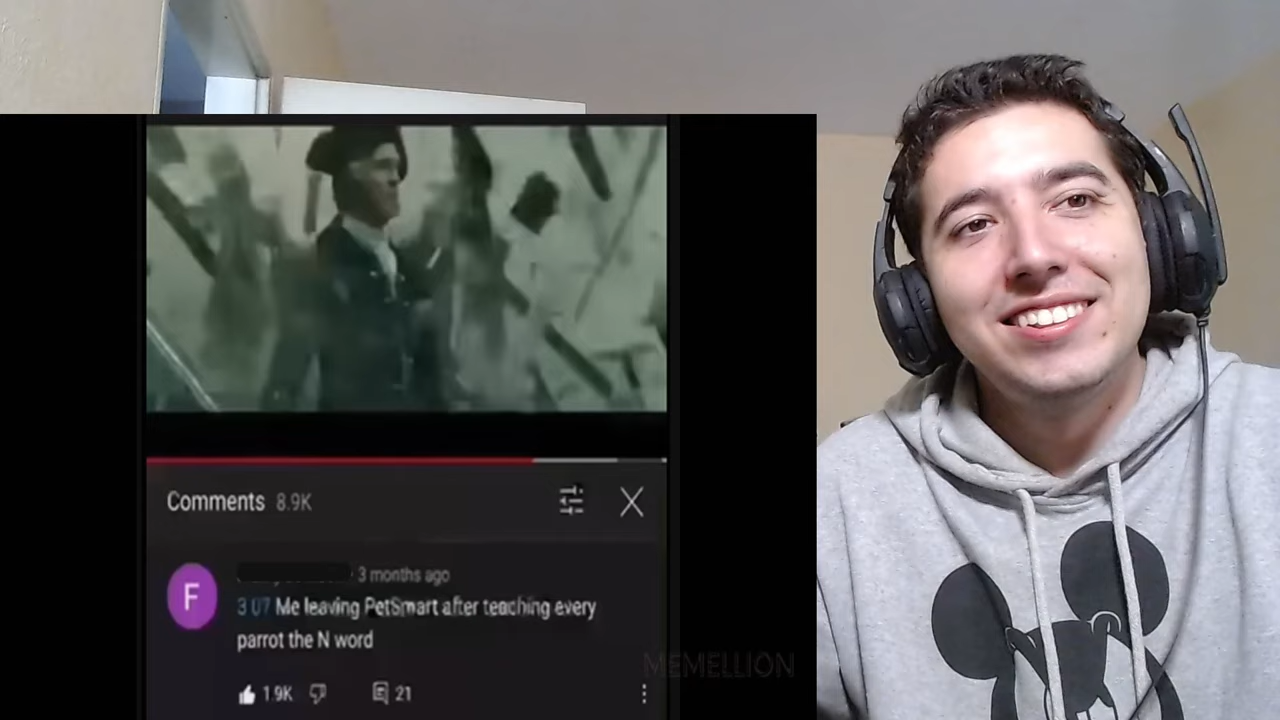 Comments 8.9K
F
3 months ago
3 07 Me leaving PetSmart after teaching every
parrot the N word
1.9K 21
MEMELLION